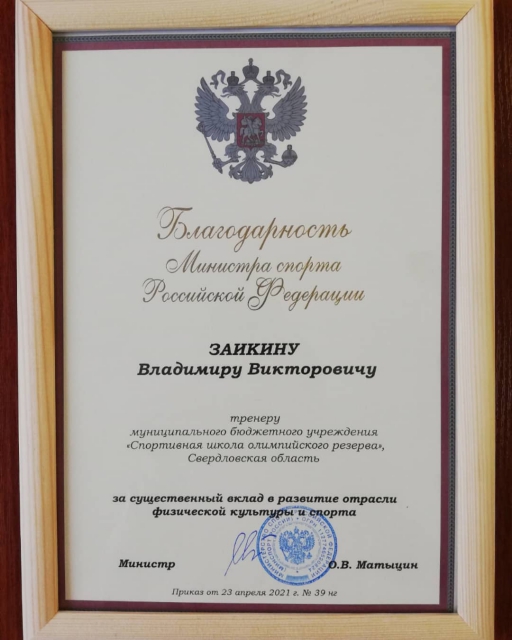 Благодарность
Министра спорта
Российской Федерации
ЗАИКИНУ
Владимиру Викторовичу
тренеру
муниципального бюджетного учреждения
«Спортивная школа олимпийского резерва»,
Свердловская область
за существенный вклад в развитие отрасли
физической культуры и спорта
Министр О.В. Матыцин
Приказ от 23 апреля 2021 г. № 39 нг